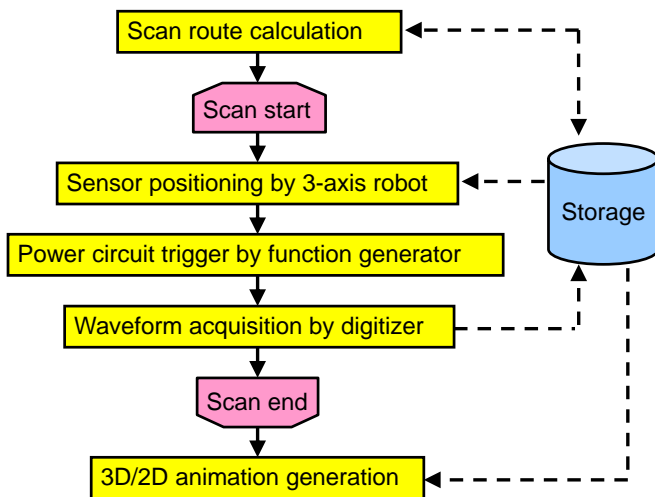 Scan route calculation
Scan start
Sensor positioning by 3-axis robot
Storage
Power circuit trigger by function generator
Waveform acquisition by digitizer
Scan end
3D/2D animation generation